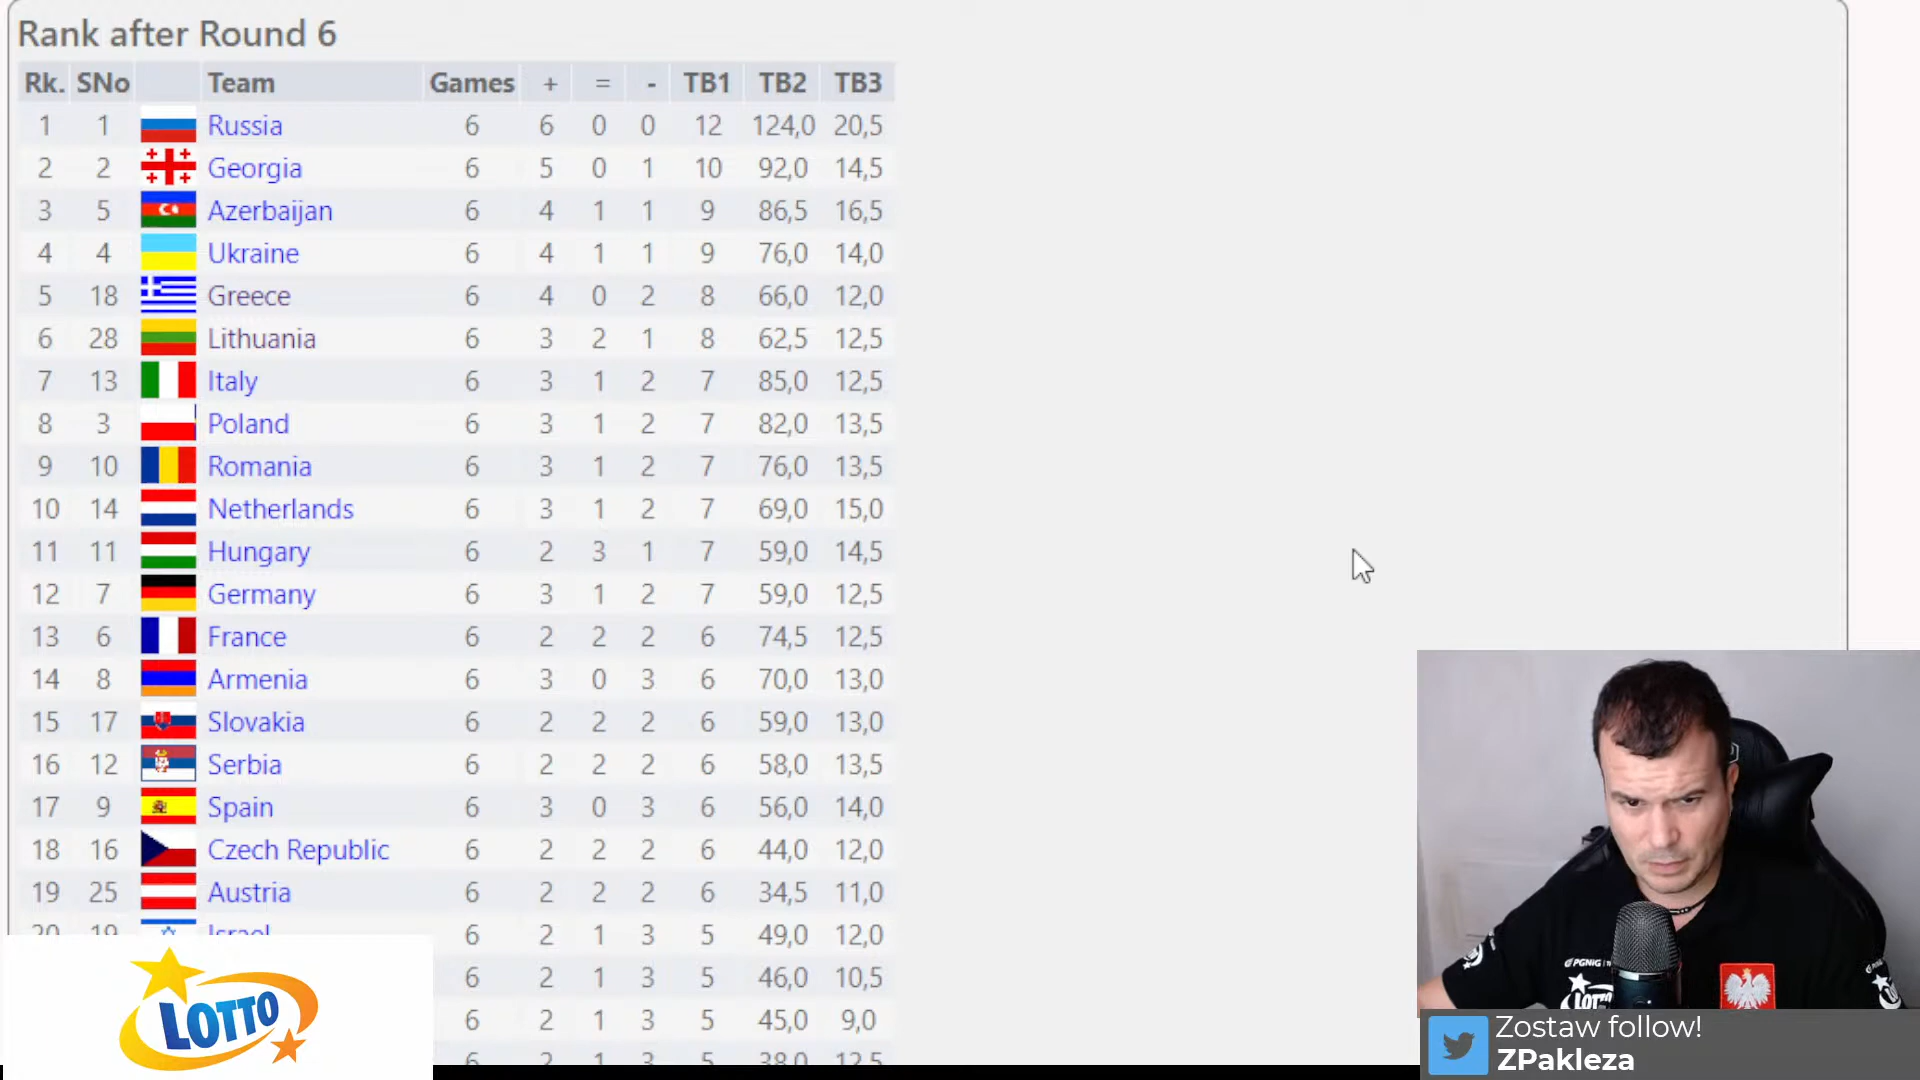 Rank after Round 6
Rk. SNo Team Games + = - TB1 TB2 TB3
1 1 Russia 6 6 0 0 12 124,0 20,5
2 2 Georgia 6 5 0 1 10 92,0 14,5
3 5 Azerbaijan 6 4 1 1 9 86,5 16,5
4 4 Ukraine 6 4 1 1 9 76,0 14,0
5 18 Greece 6 4 0 2 8 66,0 12,0
6 28 Lithuania 6 3 2 1 8 62,5 12,5
7 13 Italy 6 3 1 2 7 85,0 12,5
8 3 Poland 6 3 1 2 7 82,0 13,5
9 10 Romania 6 3 1 2 7 76,0 13,5
10 14 Netherlands 6 3 1 2 7 69,0 15,0
11 11 Hungary 6 2 3 1 7 59,0 14,5
12 7 Germany 6 3 1 2 7 59,0 12,5
13 6 France 6 2 2 2 6 74,5 12,5
14 8 Armenia 6 3 0 3 6 70,0 13,0
15 17 Slovakia 6 2 2 2 6 59,0 13,0
16 12 Serbia 6 2 2 2 6 58,0 13,5
17 9 Spain 6 3 0 3 6 56,0 14,0
18 16 Czech Republic 6 2 2 2 6 44,0 12,0
19 25 Austria 6 2 2 2 6 34,5 11,0
20 19 Israel 6 2 1 3 5 49,0 12,0
6 2 1 3 5 46,0 10,5
6 2 1 3 5 45,0 9,0
6 2 1 3 5 38,0 12,5
LOTTO
PGNiG
LOTTO
Zostaw follow!
ZPakleza